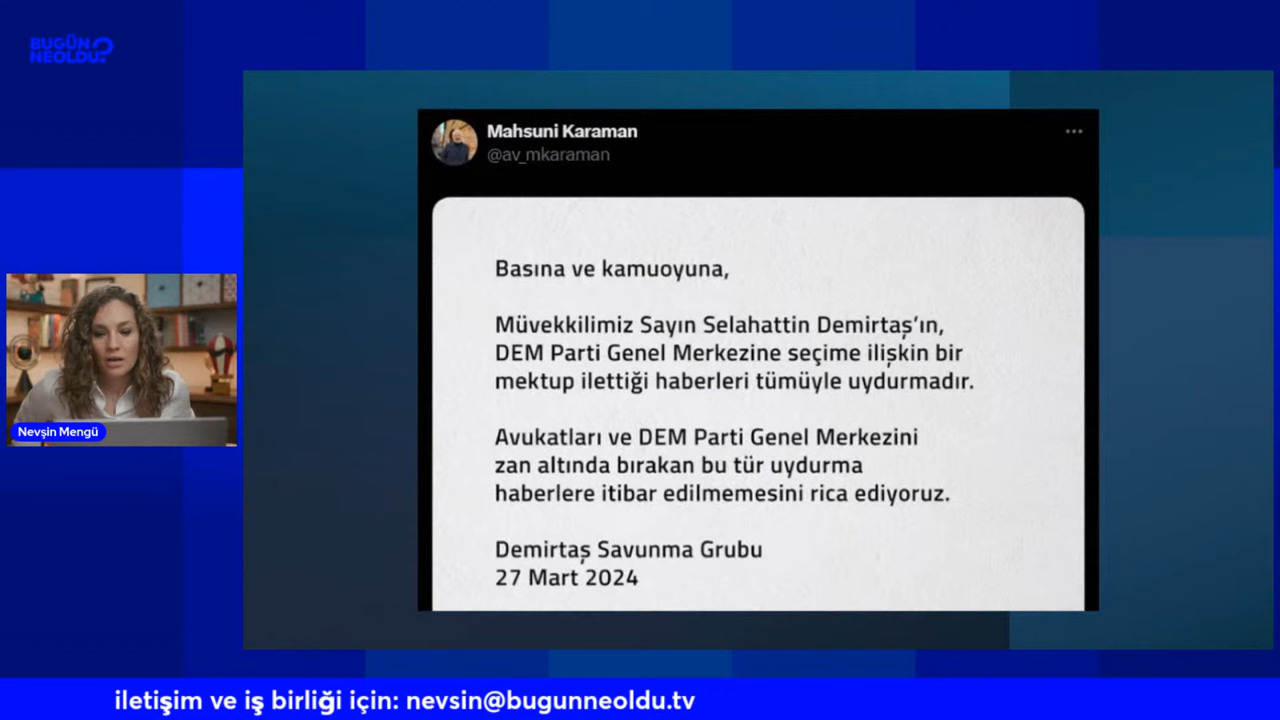 BUGÜN
NEOLDU?
Mahsuni Karaman
@av_mkaraman
Basına ve kamuoyuna,
Müvekkilimiz Sayın Selahattin Demirtaş'ın,
DEM Parti Genel Merkezine seçime ilişkin bir
mektup ilettiği haberleri tümüyle uydurmadır.
Avukatları ve DEM Parti Genel Merkezini
zan altında bırakan bu tür uydurma
haberlere itibar edilmemesini rica ediyoruz.
Demirtaş Savunma Grubu
27 Mart 2024
Nevşin Mengü
iletişim ve iş birliği için: nevsin@bugunneoldu.tv